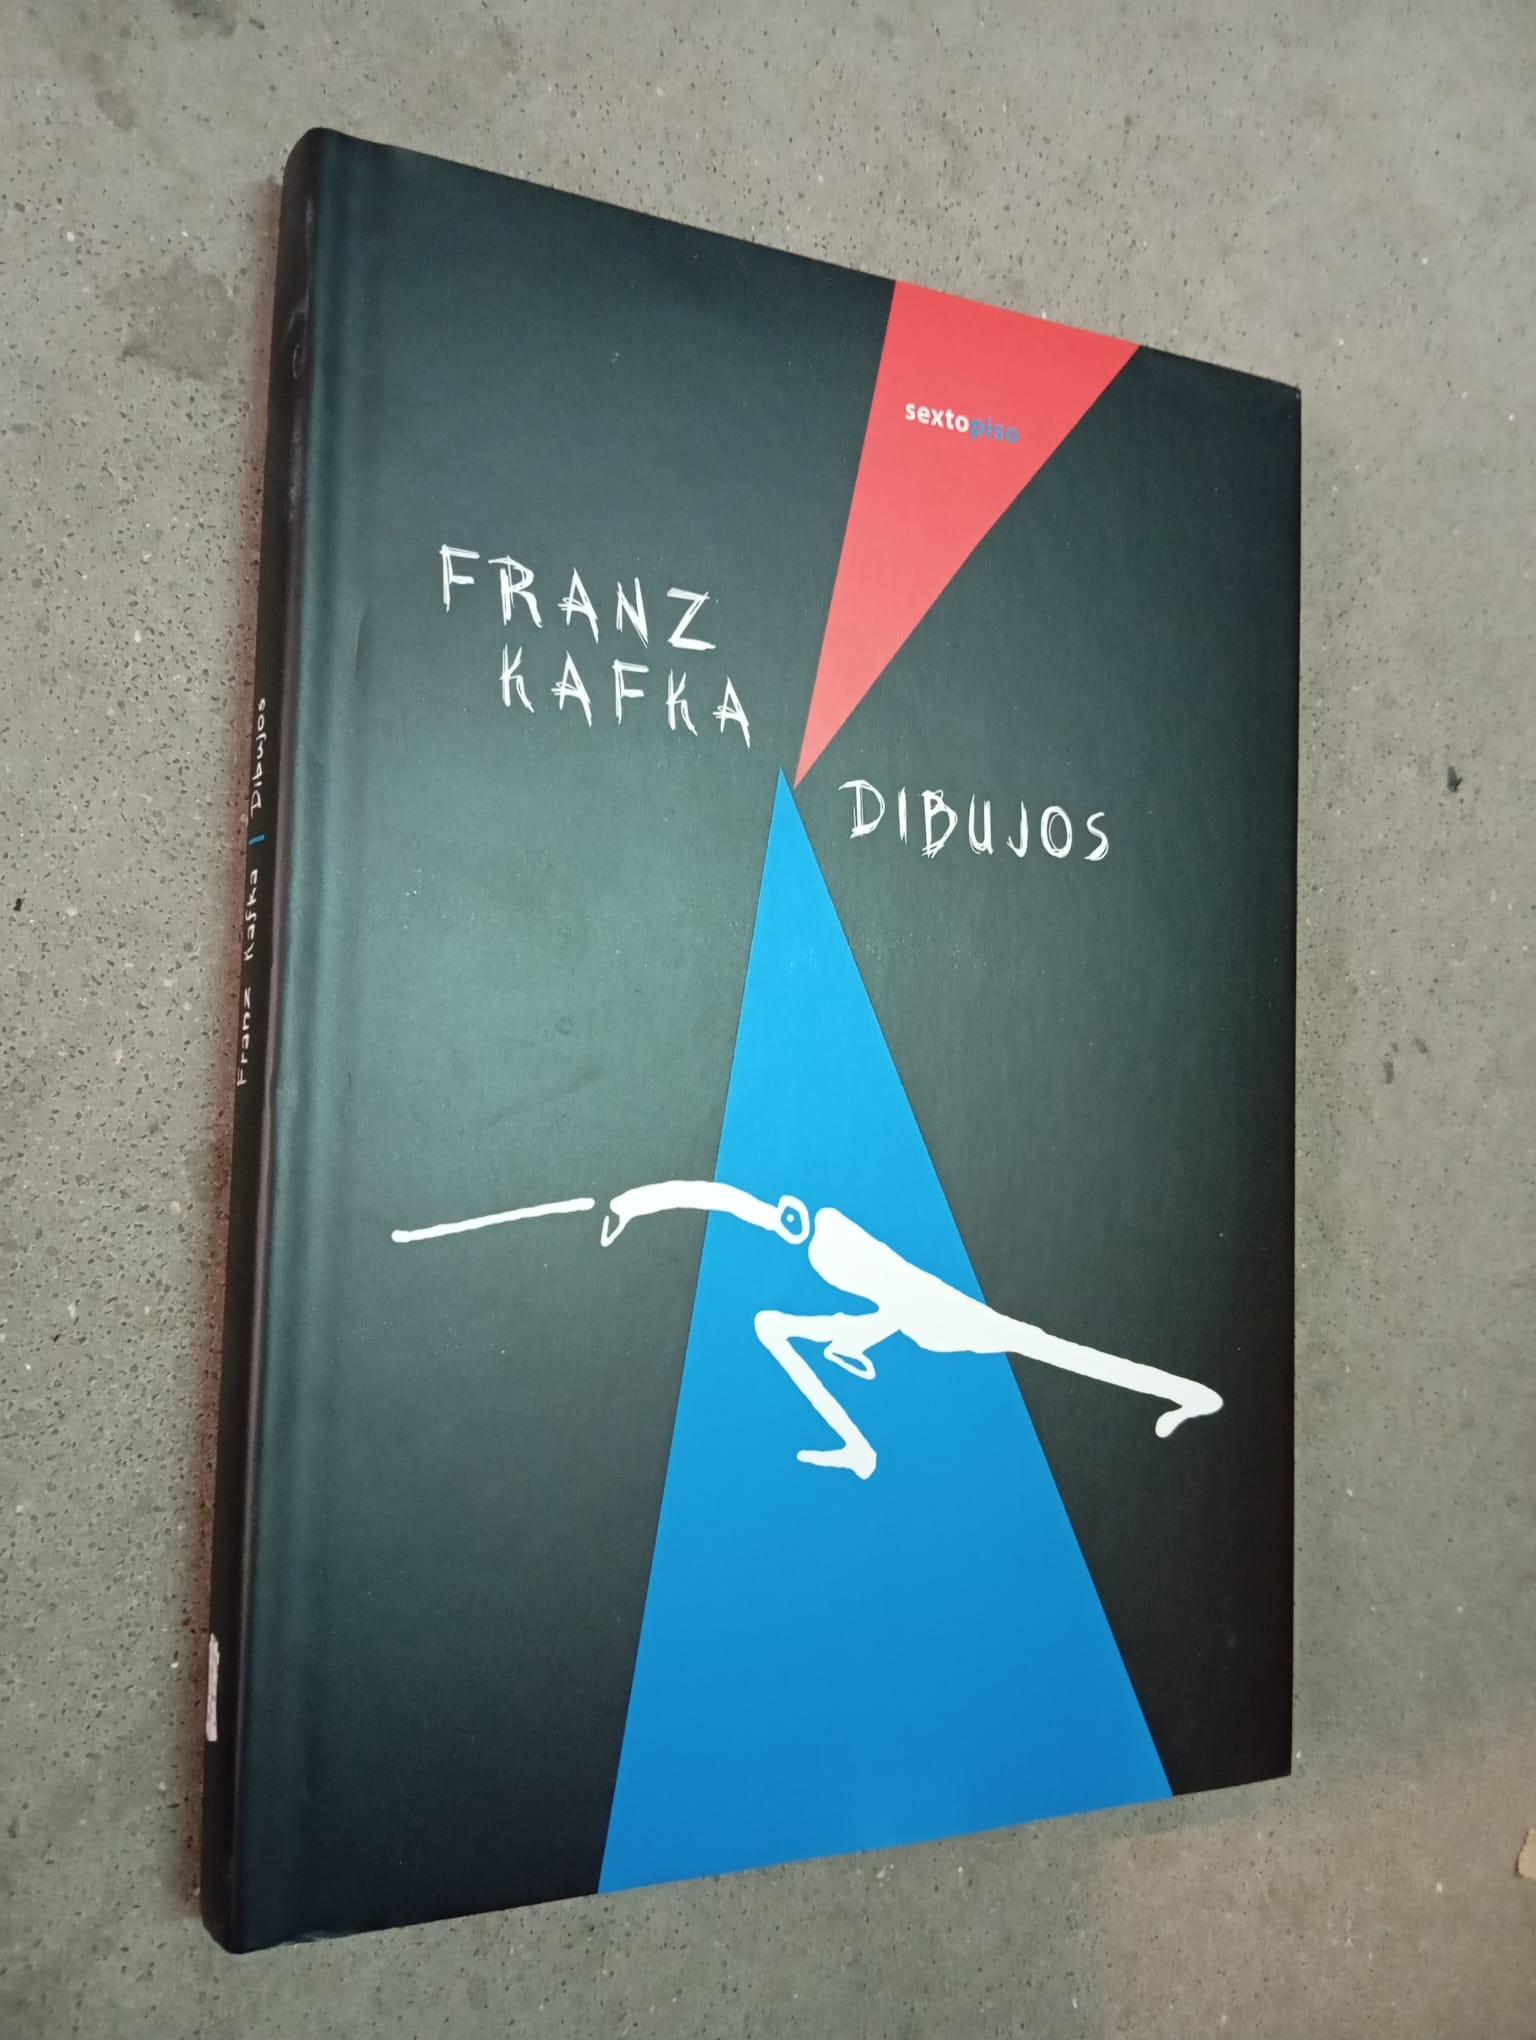 sextopiso
FRANZ
KAFKA
DIBUJOS
Franz Kafka | Dibujos